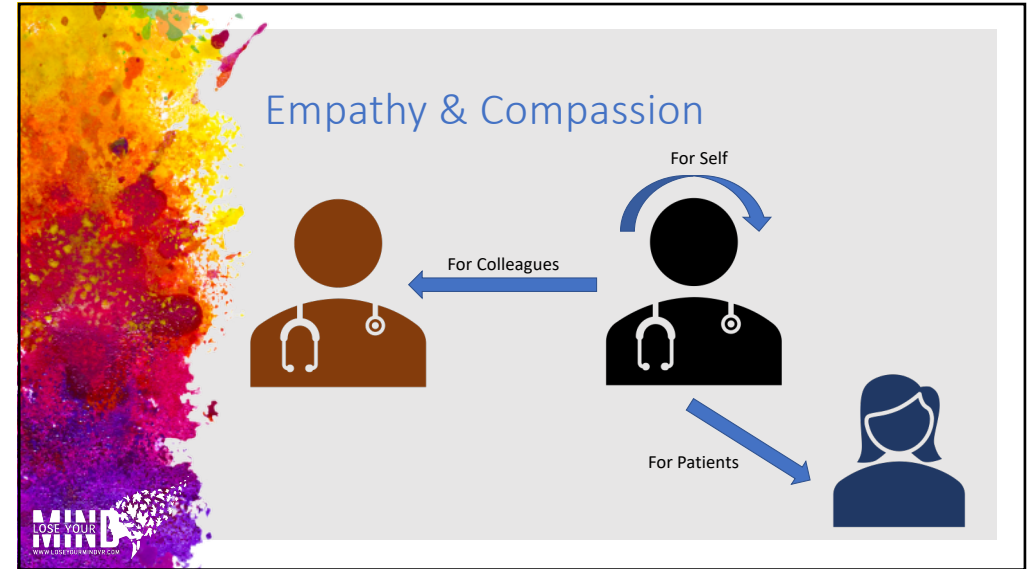 Empathy & Compassion
For Self
For Colleagues
For Patients
LOSE YOUR
MIND
WWW.LOSEYOURMINDVR.COM